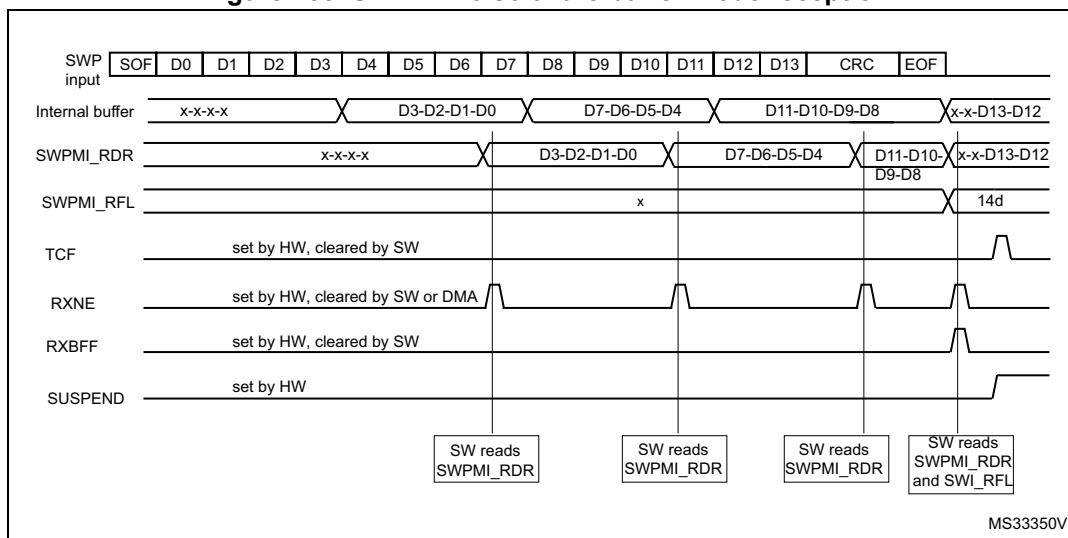 SWP input SOF D0 D1 D2 D3 D4 D5 D6 D7 D8 D9 D10 D11 D12 D13 CRC EOF
Internal buffer x-x-x-x D3-D2-D1-D0 D7-D6-D5-D4 D11-D10-D9-D8 x-x-D13-D12
SWPMI_RDR x-x-x-x D3-D2-D1-D0 D7-D6-D5-D4 D11-D10-D9-D8 x-x-D13-D12
SWPMI_RFL x 14d
TCF set by HW, cleared by SW
RXNE set by HW, cleared by SW or DMA
RXBFF set by HW, cleared by SW
SUSPEND set by HW
SW reads SWPMI_RDR
SW reads SWPMI_RDR
SW reads SWPMI_RDR
SW reads SWPMI_RDR and SWI_RFL
MS33350V